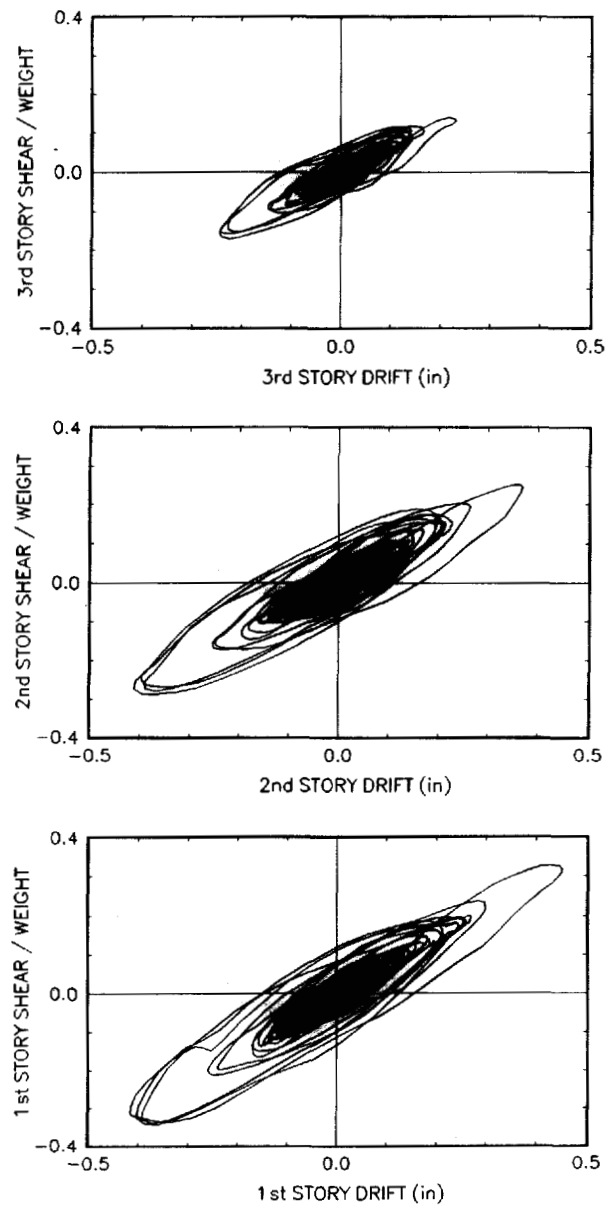 0.4
3rd STORY SHEAR / WEIGHT
0.0
−0.4
−0.5 0.0 0.5
3rd STORY DRIFT (in)
0.4
2nd STORY SHEAR / WEIGHT
0.0
−0.4
−0.5 0.0 0.5
2nd STORY DRIFT (in)
0.4
1st STORY SHEAR / WEIGHT
0.0
−0.4
−0.5 0.0 0.5
1st STORY DRIFT (in)